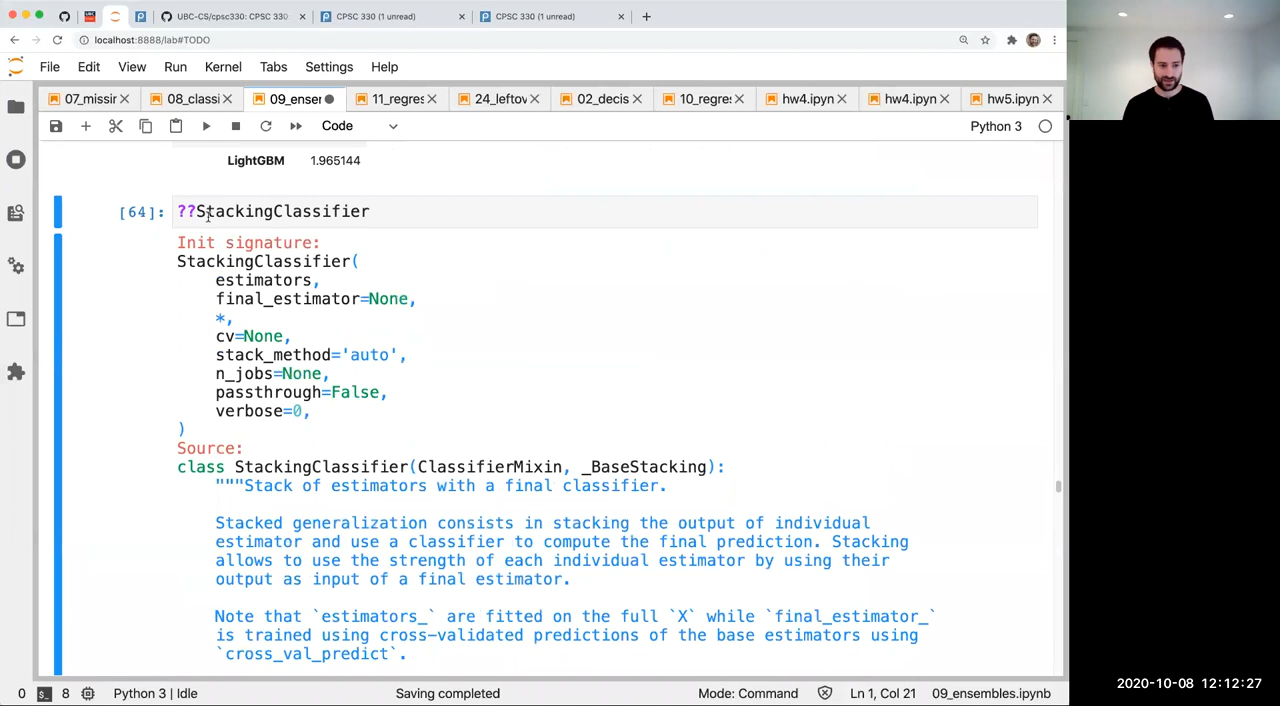 UBC-CS/cpsc330: CPSC 330
CPSC 330 (1 unread)
CPSC 330 (1 unread)
localhost:8888/lab#TODO
File Edit View Run Kernel Tabs Settings Help
07_missir
08_classi
09_ensem
11_regres
24_leftov
02_decis
10_regre
hw4.ipyn
hw4.ipyn
hw5.ipyn
Code
Python 3
LightGBM 1.965144
[64]: ??StackingClassifier
Init signature:
StackingClassifier(
estimators,
final_estimator=None,
*,
cv=None,
stack_method='auto',
n_jobs=None,
passthrough=False,
verbose=0,
)
Source:
class StackingClassifier(ClassifierMixin, _BaseStacking):
"""Stack of estimators with a final classifier.
Stacked generalization consists in stacking the output of individual
estimator and use a classifier to compute the final prediction. Stacking
allows to use the strength of each individual estimator by using their
output as input of a final estimator.
Note that `estimators_` are fitted on the full `X` while `final_estimator_`
is trained using cross-validated predictions of the base estimators using
`cross_val_predict`.
0 8 Python 3 | Idle Saving completed Mode: Command Ln 1, Col 21 09_ensembles.ipynb
2020-10-08 12:12:27